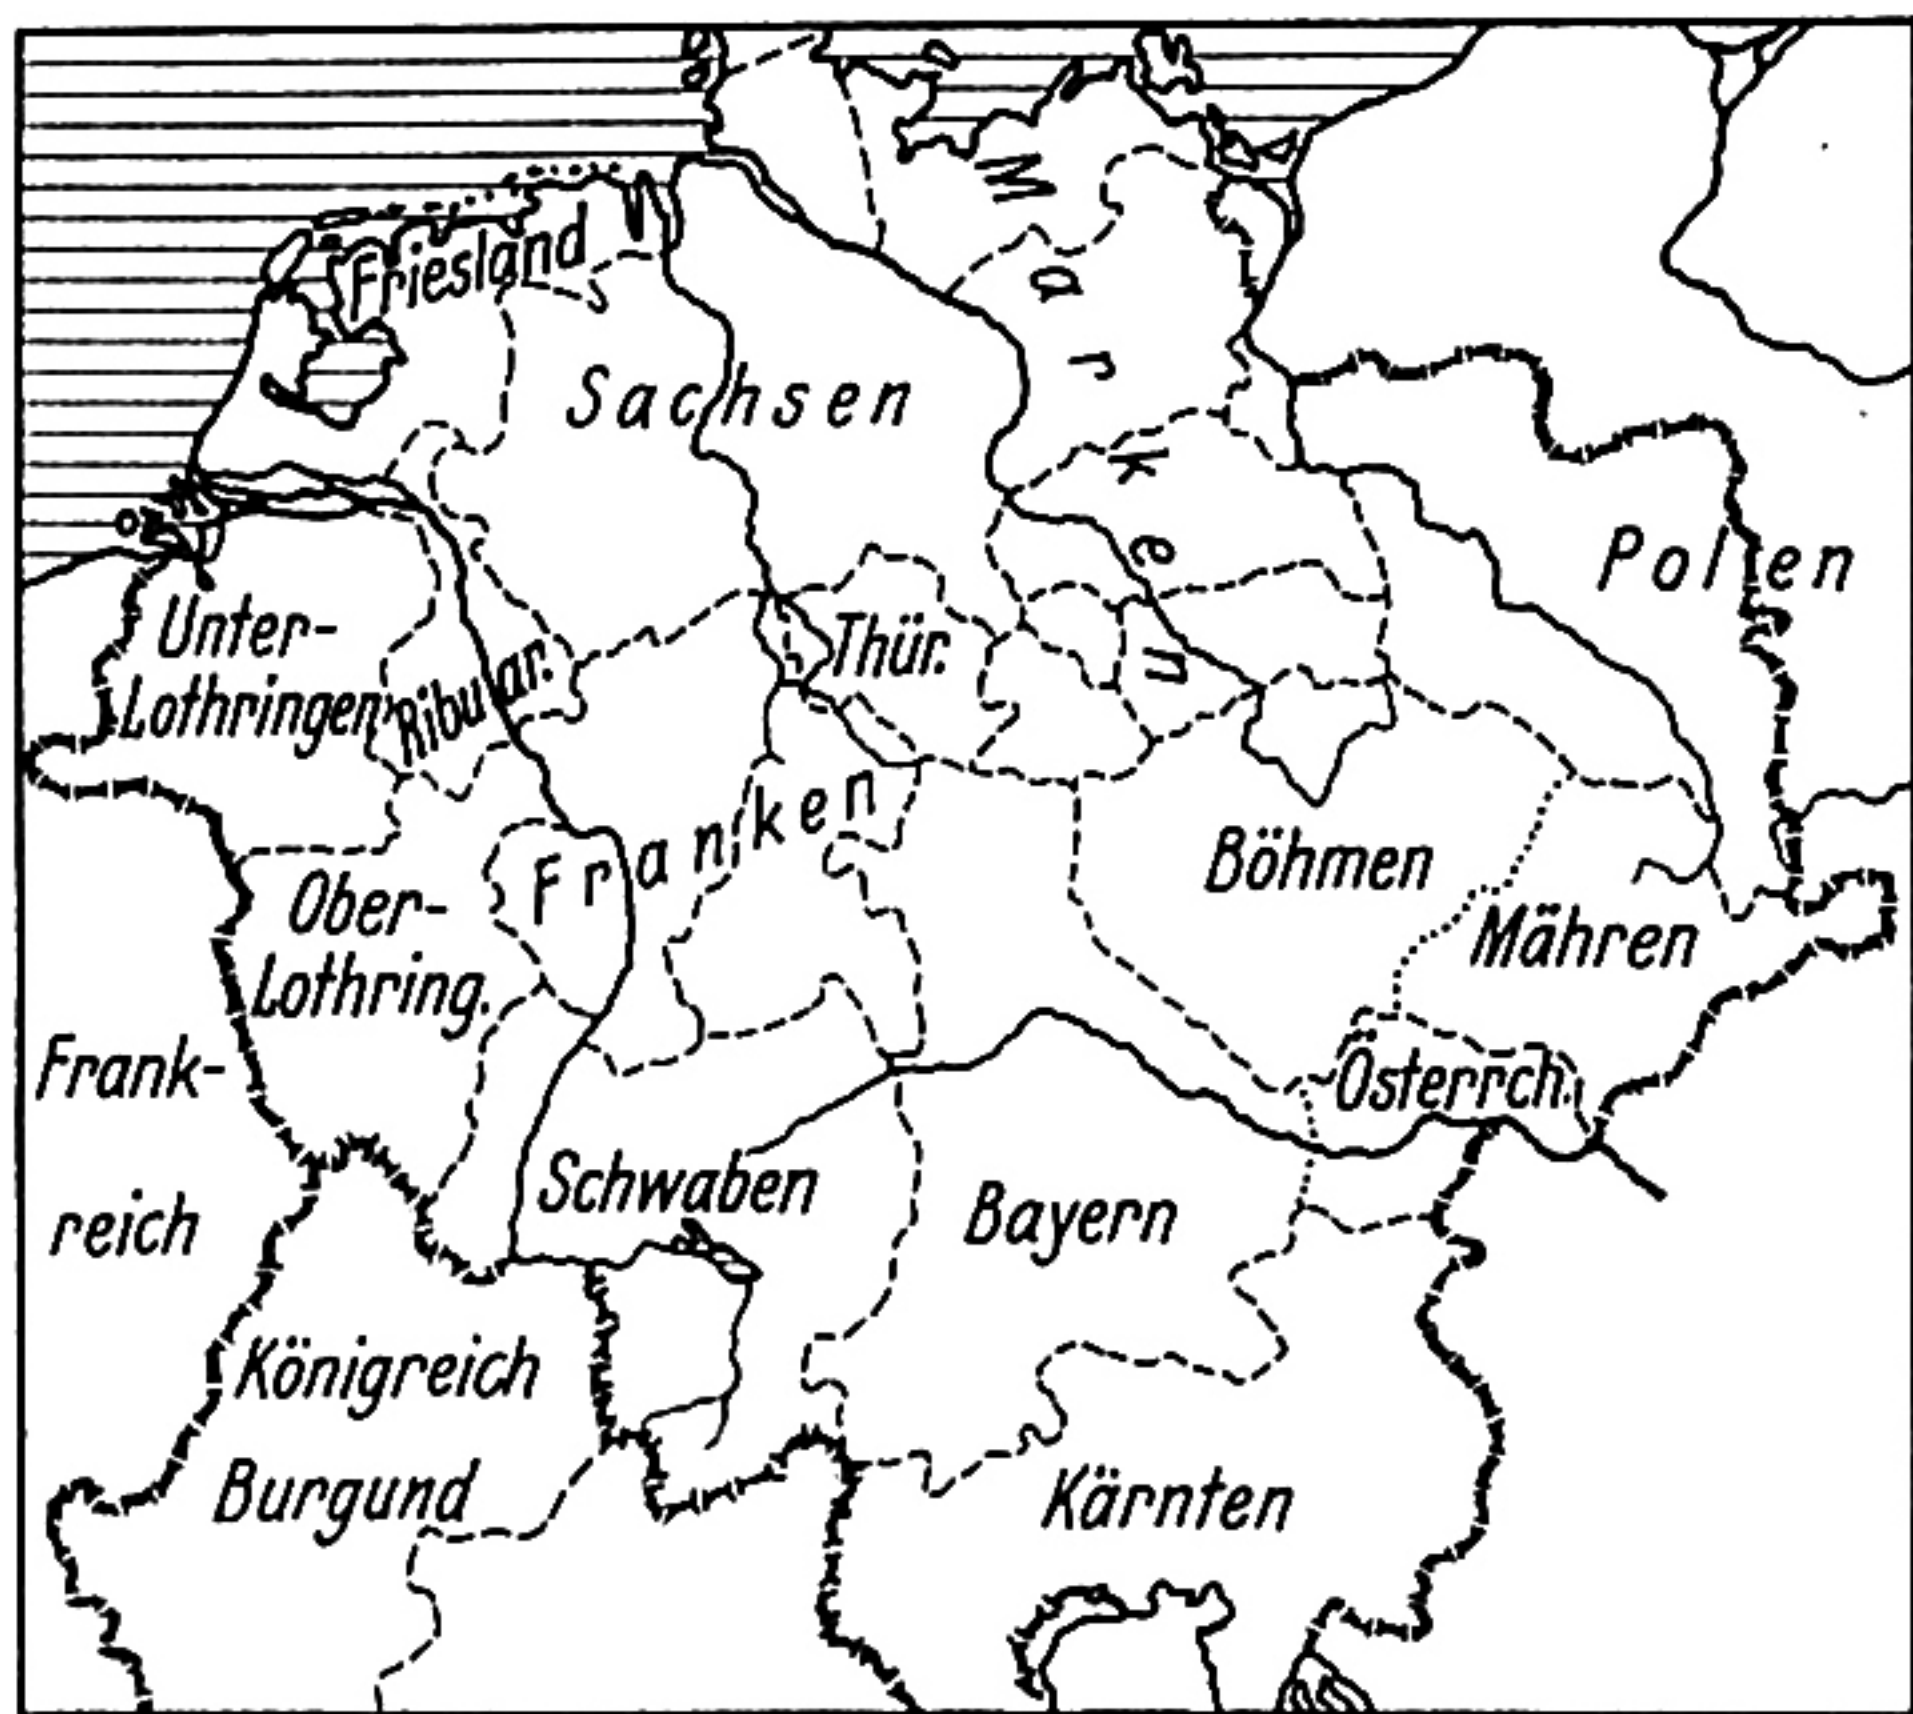 Friesland
Sachsen
Marken
Polen
Unter-
Lothringen
Ribuar.
Thür.
Franken
Böhmen
Mähren
Ober-
Lothring.
Österrch.
Frank-
reich
Schwaben
Bayern
Königreich
Burgund
Kärnten